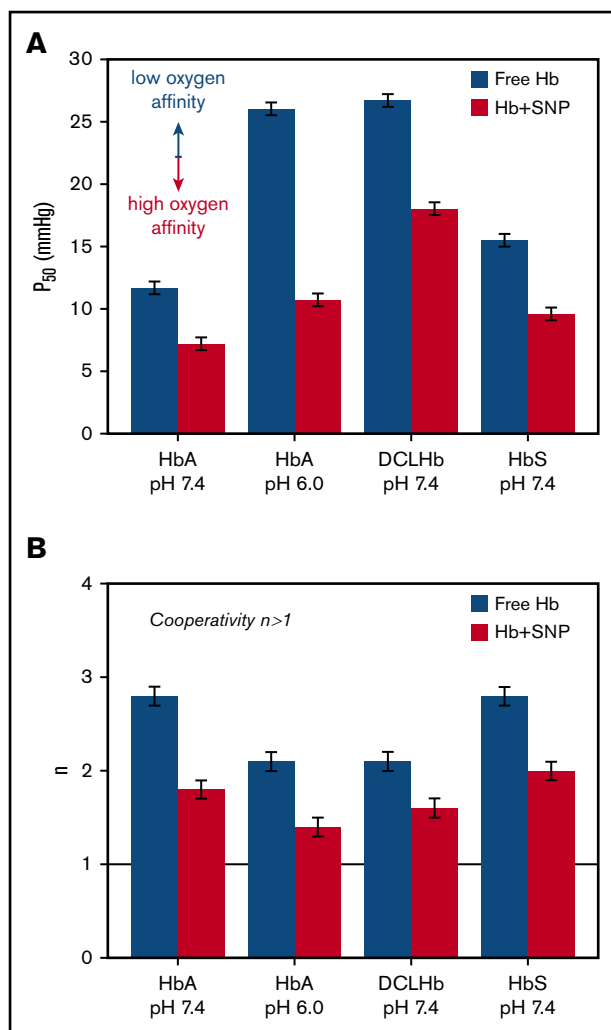 A
30
25
20
15
10
5
0
P50 (mmHg)
low oxygen
affinity
high oxygen
affinity
Free Hb
Hb+SNP
HbA
pH 7.4
HbA
pH 6.0
DCLHb
pH 7.4
HbS
pH 7.4
B
4
3
2
1
0
n
Cooperativity n>1
Free Hb
Hb+SNP
HbA
pH 7.4
HbA
pH 6.0
DCLHb
pH 7.4
HbS
pH 7.4